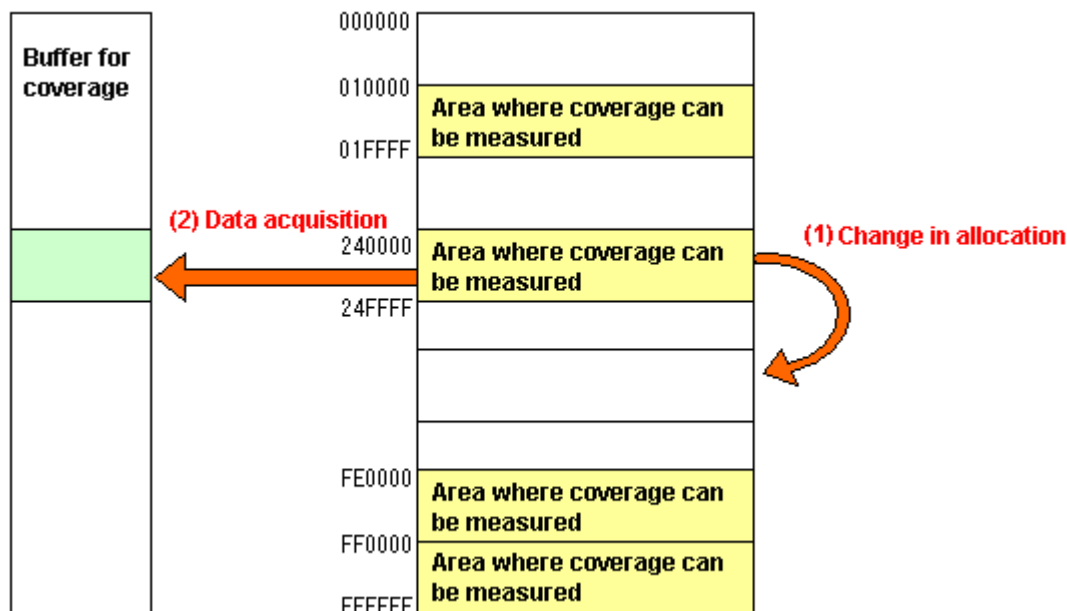 Buffer for
coverage
000000
010000
Area where coverage can
be measured
01FFFF
(2) Data acquisition
240000
Area where coverage can
be measured
(1) Change in allocation
24FFFF
FE0000
Area where coverage can
be measured
FF0000
Area where coverage can
be measured
FFFFFF